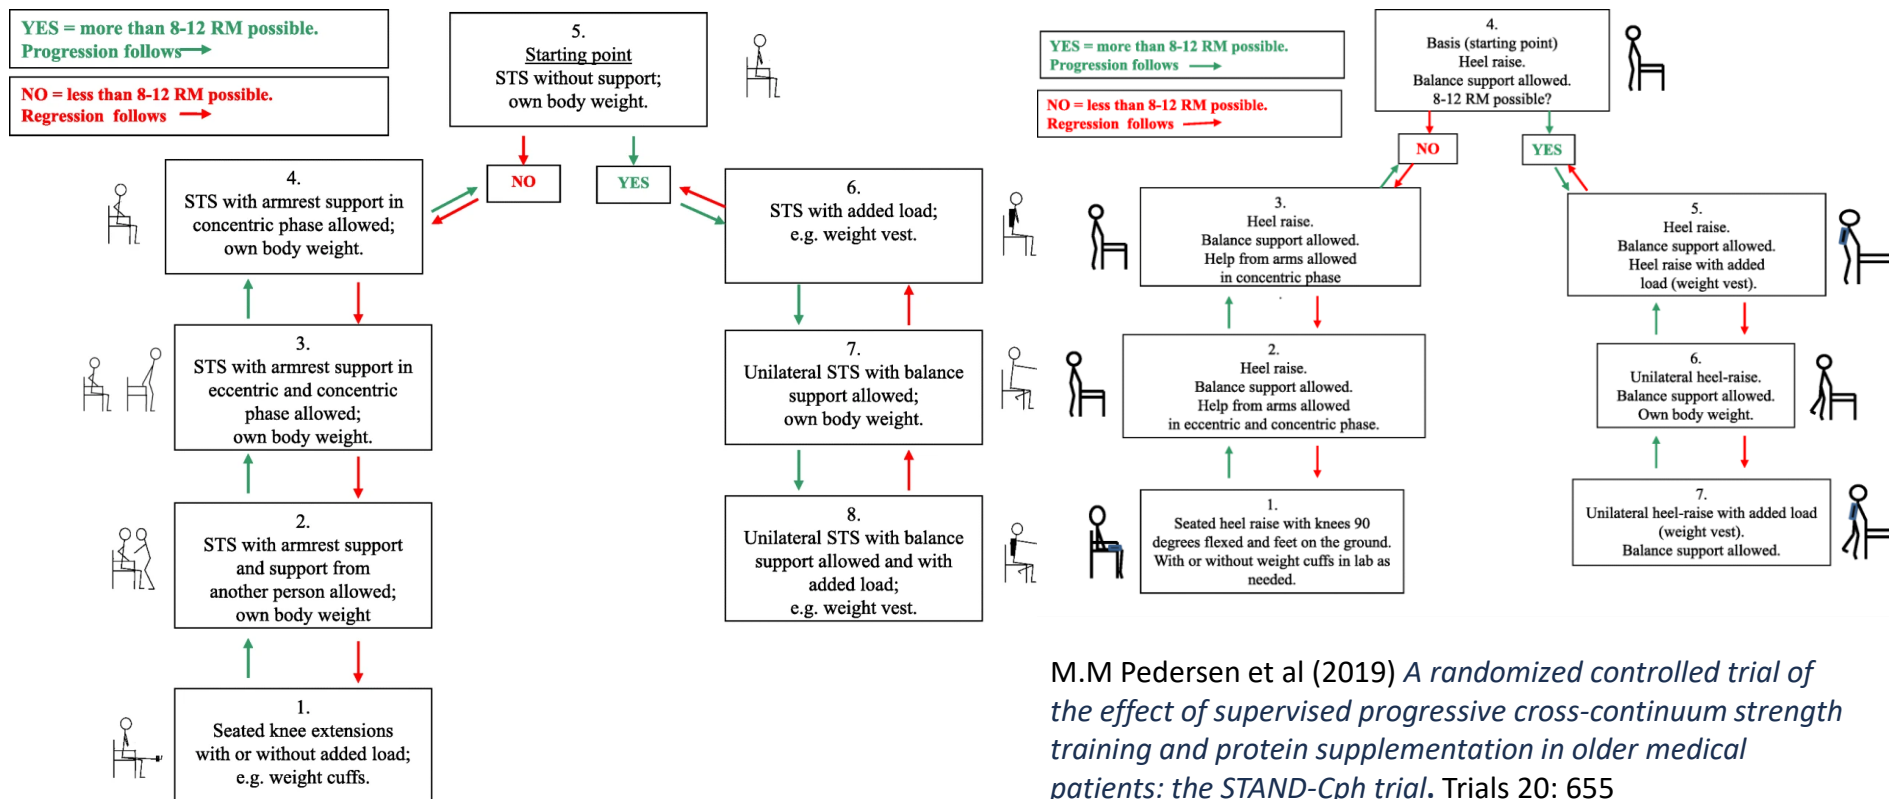 YES = more than 8-12 RM possible.
Progression follows
NO = less than 8-12 RM possible.
Regression follows
5.
Starting point
STS without support;
own body weight.
NO
YES
4.
STS with armrest support in
concentric phase allowed;
own body weight.
3.
STS with armrest support in
eccentric and concentric
phase allowed;
own body weight.
2.
STS with armrest support
and support from
another person allowed;
own body weight
1.
Seated knee extensions
with or without added load;
e.g. weight cuffs.
6.
STS with added load;
e.g. weight vest.
7.
Unilateral STS with balance
support allowed;
own body weight.
8.
Unilateral STS with balance
support allowed and with
added load;
e.g. weight vest.
YES = more than 8-12 RM possible.
Progression follows
NO = less than 8-12 RM possible.
Regression follows
4.
Basis (starting point)
Heel raise.
Balance support allowed.
8-12 RM possible?
NO
YES
3.
Heel raise.
Balance support allowed.
Help from arms allowed
in concentric phase
.
2.
Heel raise.
Balance support allowed.
Help from arms allowed
in eccentric and concentric phase.
1.
Seated heel raise with knees 90
degrees flexed and feet on the ground.
With or without weight cuffs in lab as
needed.
5.
Heel raise.
Balance support allowed.
Heel raise with added
load (weight vest).
6.
Unilateral heel-raise.
Balance support allowed.
Own body weight.
7.
Unilateral heel-raise with added load
(weight vest).
Balance support allowed.
M.M Pedersen et al (2019) A randomized controlled trial of
the effect of supervised progressive cross-continuum strength
training and protein supplementation in older medical
patients: the STAND-Cph trial. Trials 20: 655